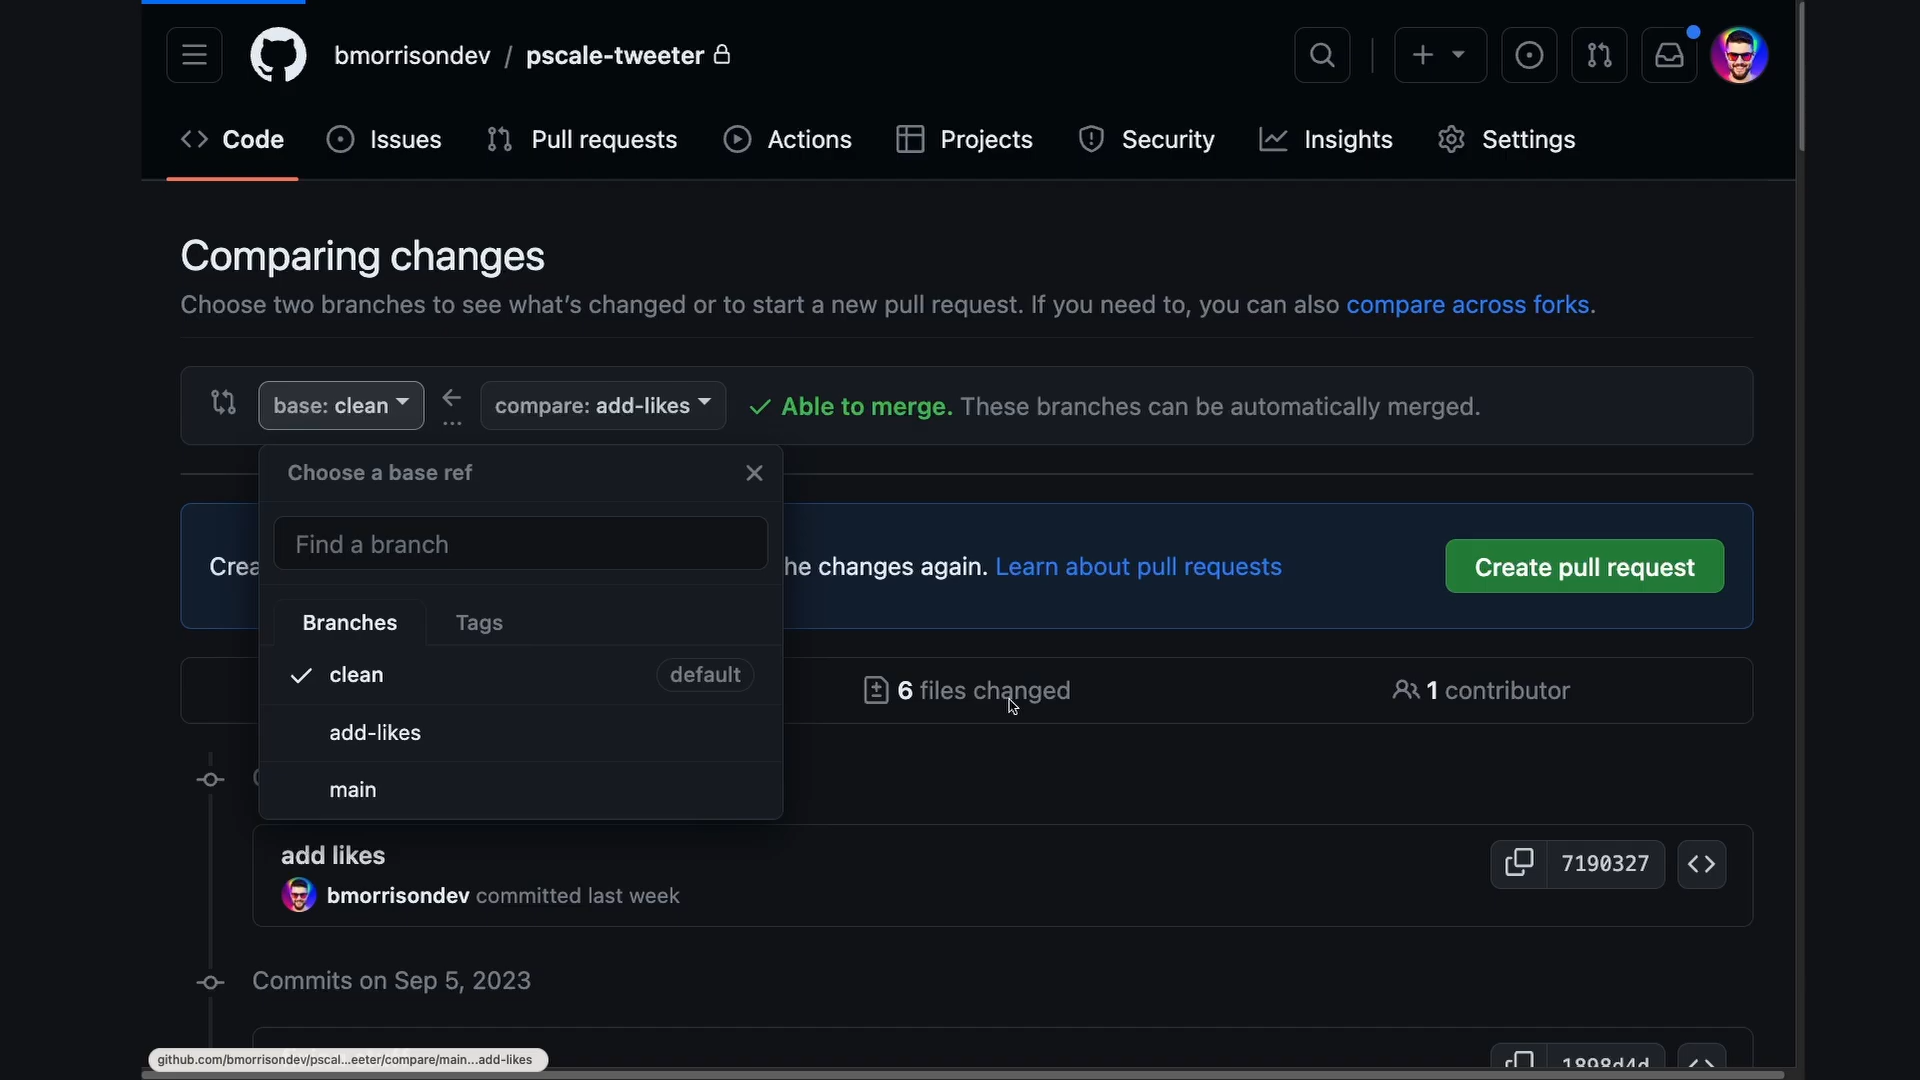 bmorrisondev / pscale-tweeter
Code Issues Pull requests Actions Projects Security Insights Settings
Comparing changes
Choose two branches to see what's changed or to start a new pull request. If you need to, you can also compare across forks.
base: clean ... compare: add-likes Able to merge. These branches can be automatically merged.
Choose a base ref
Find a branch
he changes again. Learn about pull requests
Create pull request
Branches Tags
clean default
6 files changed
1 contributor
add-likes
main
add likes
bmorrisondev committed last week
7190327
Commits on Sep 5, 2023
1898d4d
github.com/bmorrisondev/pscal...eeter/compare/main...add-likes